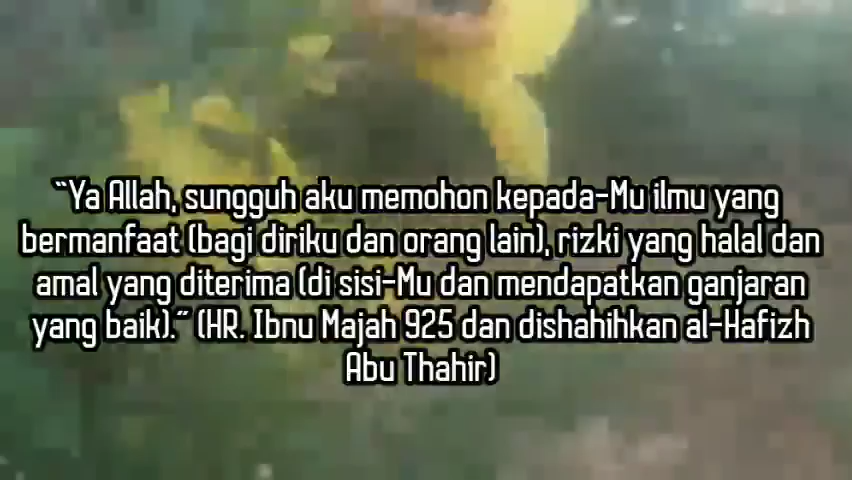 “Ya Allah, sungguh aku memohon kepada-Mu ilmu yang
bermanfaat (bagi diriku dan orang lain), rizki yang halal dan
amal yang diterima (di sisi-Mu dan mendapatkan ganjaran
yang baik).” (HR. Ibnu Majah 925 dan dishahihkan al-Hafizh
Abu Thahir)